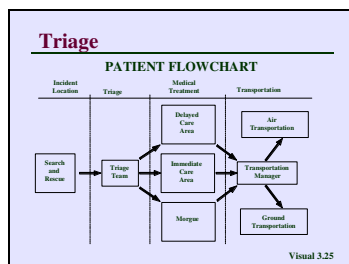 Triage
PATIENT FLOWCHART
Incident
Location
Triage
Medical
Treatment
Transportation
Search
and
Rescue
Triage
Team
Delayed
Care
Area
Immediate
Care
Area
Morgue
Air
Transportation
Transportation
Manager
Ground
Transportation
Visual 3.25